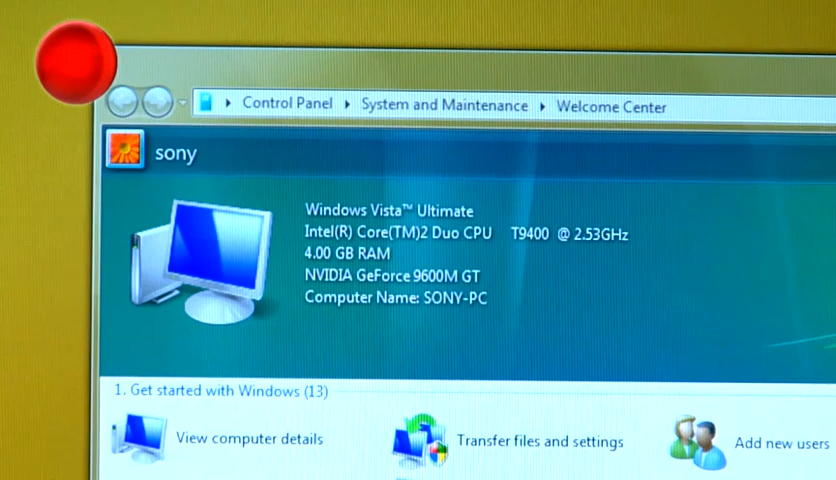 Control Panel ▸ System and Maintenance ▸ Welcome Center
sony
Windows Vista™ Ultimate
Intel(R) Core(TM)2 Duo CPU T9400 @ 2.53GHz
4.00 GB RAM
NVIDIA GeForce 9600M GT
Computer Name: SONY-PC
1. Get started with Windows (13)
View computer details
Transfer files and settings
Add new users